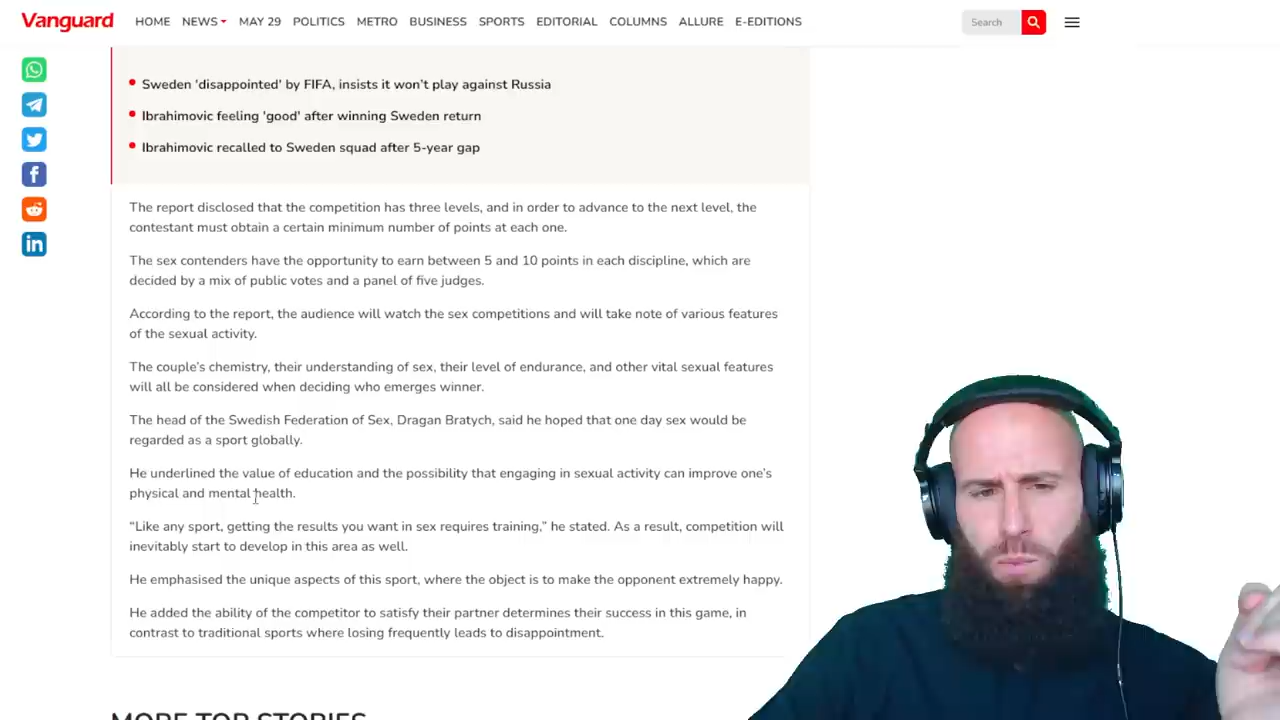 Vanguard HOME NEWS MAY 29 POLITICS METRO BUSINESS SPORTS EDITORIAL COLUMNS ALLURE E-EDITIONS Search
Sweden 'disappointed' by FIFA, insists it won't play against Russia
Ibrahimovic feeling 'good' after winning Sweden return
Ibrahimovic recalled to Sweden squad after 5-year gap
The report disclosed that the competition has three levels, and in order to advance to the next level, the
contestant must obtain a certain minimum number of points at each one.
The sex contenders have the opportunity to earn between 5 and 10 points in each discipline, which are
decided by a mix of public votes and a panel of five judges.
According to the report, the audience will watch the sex competitions and will take note of various features
of the sexual activity.
The couple's chemistry, their understanding of sex, their level of endurance, and other vital sexual features
will all be considered when deciding who emerges winner.
The head of the Swedish Federation of Sex, Dragan Bratych, said he hoped that one day sex would be
regarded as a sport globally.
He underlined the value of education and the possibility that engaging in sexual activity can improve one's
physical and mental health.
“Like any sport, getting the results you want in sex requires training,” he stated. As a result, competition will
inevitably start to develop in this area as well.
He emphasised the unique aspects of this sport, where the object is to make the opponent extremely happy.
He added the ability of the competitor to satisfy their partner determines their success in this game, in
contrast to traditional sports where losing frequently leads to disappointment.
MORE TOP STORIES